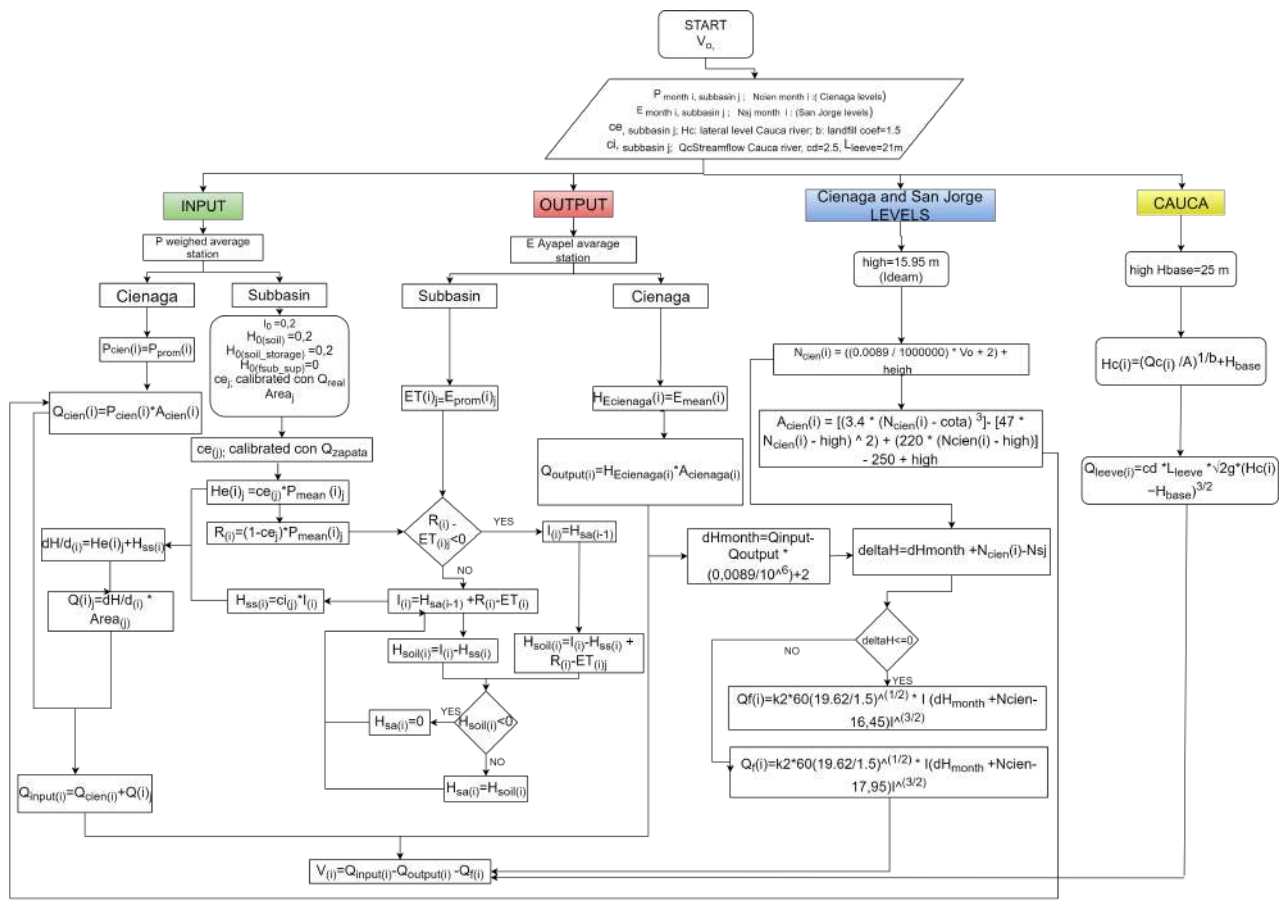 START
V₀,
P month i, subbasin j ; Ncien month i :( Cienaga levels)
E month i, subbasin j ; Nsj month i : (San Jorge levels)
ce, subbasin j; Hc: lateral level Cauca river; b: landfill coef=1.5
ci, subbasin j; QcStreamflow Cauca river, cd=2.5, Lleeve=21m
INPUT
OUTPUT
Cienaga and San Jorge
LEVELS
CAUCA
P weighed average
station
E Ayapel avarage
station
high=15.95 m
(Ideam)
high Hbase=25 m
Cienaga
Subbasin
Subbasin
Cienaga
I₀ =0,2
H0(soil) =0,2
H0(soil_storage) =0,2
H0(fsub_sup)=0
cej; calibrated con Qreal
Areaj
Pcien(i)=Pprom(i)
Ncien(i) = ((0.0089 / 1000000) * Vo + 2) +
heigh
Hc(i)=(Qc(i) /A)^1/b+Hbase
Qcien(i)=Pcien(i)*Acien(i)
ET(i)j=Eprom(i)j
HEcienaga(i)=Emean(i)
Acien(i) = [(3.4 * (Ncien(i) - cota) ³]- [47 *
Ncien(i) - high) ^ 2) + (220 * (Ncien(i) - high)]
- 250 + high
ce(j); calibrated con Qzapata
Qoutput(i)=HEcienaga(i)*Acienaga(i)
Qleeve(i)=cd *Lleeve *√2g*(Hc(i)
−Hbase)^3/2
He(i)j =ce(j)*Pmean (i)j
R(i)=(1-cej)*Pmean(i)j
R(i) -
ET(i)j<0
YES
I(i)=Hsa(i-1)
dH/d(i)=He(i)j+Hss(i)
dHmonth=Qinput-
Qoutput *
(0,0089/10^6)+2
deltaH=dHmonth +Ncien(i)-Nsj
NO
Q(i)j=dH/d(i) *
Area(j)
Hss(i)=ci(j)*I(i)
I(i)=Hsa(i-1) +R(i)-ET(i)
Hsoil(i)=I(i)-Hss(i)
Hsoil(i)=I(i)-Hss(i) +
R(i)-ET(i)j
deltaH<=0
NO
YES
Qf(i)=k2*60(19.62/1.5)^(1/2) * I (dHmonth +Ncien-
16,45)I^(3/2)
Hsa(i)=0
YES
Hsoil(i)<0
NO
Qf(i)=k2*60(19.62/1.5)^(1/2) * I(dHmonth +Ncien-
17,95)I^(3/2)
Hsa(i)=Hsoil(i)
Qinput(i)=Qcien(i)+Q(i)j
V(i)=Qinput(i)-Qoutput(i) -Qf(i)